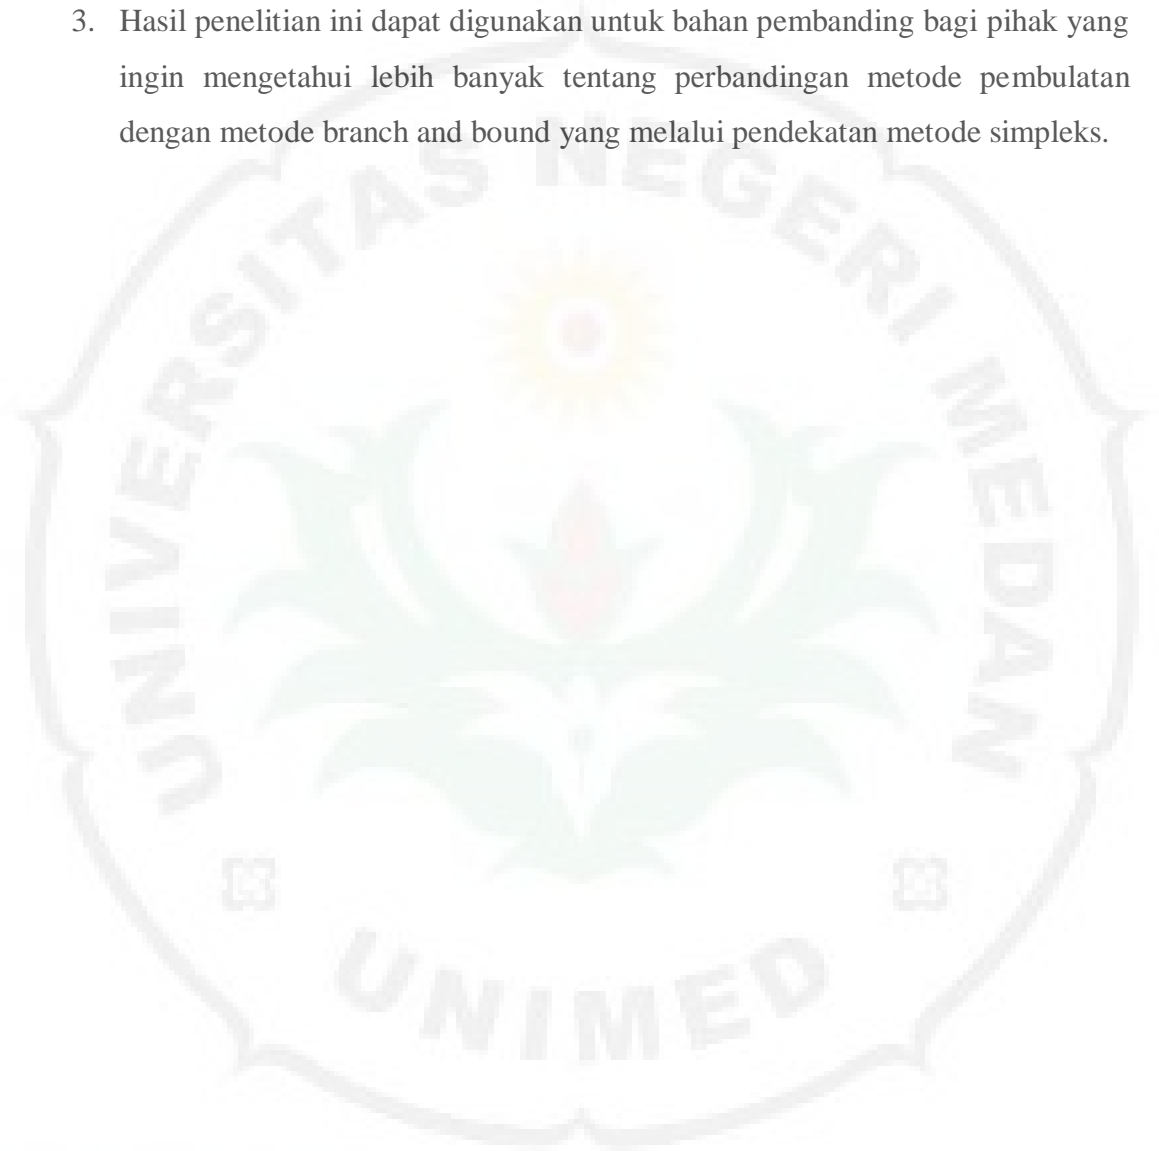 3. Hasil penelitian ini dapat digunakan untuk bahan pembanding bagi pihak yang
ingin mengetahui lebih banyak tentang perbandingan metode pembulatan
dengan metode branch and bound yang melalui pendekatan metode simpleks.
UNIVERSITAS NEGERI MEDAN
UNIMED